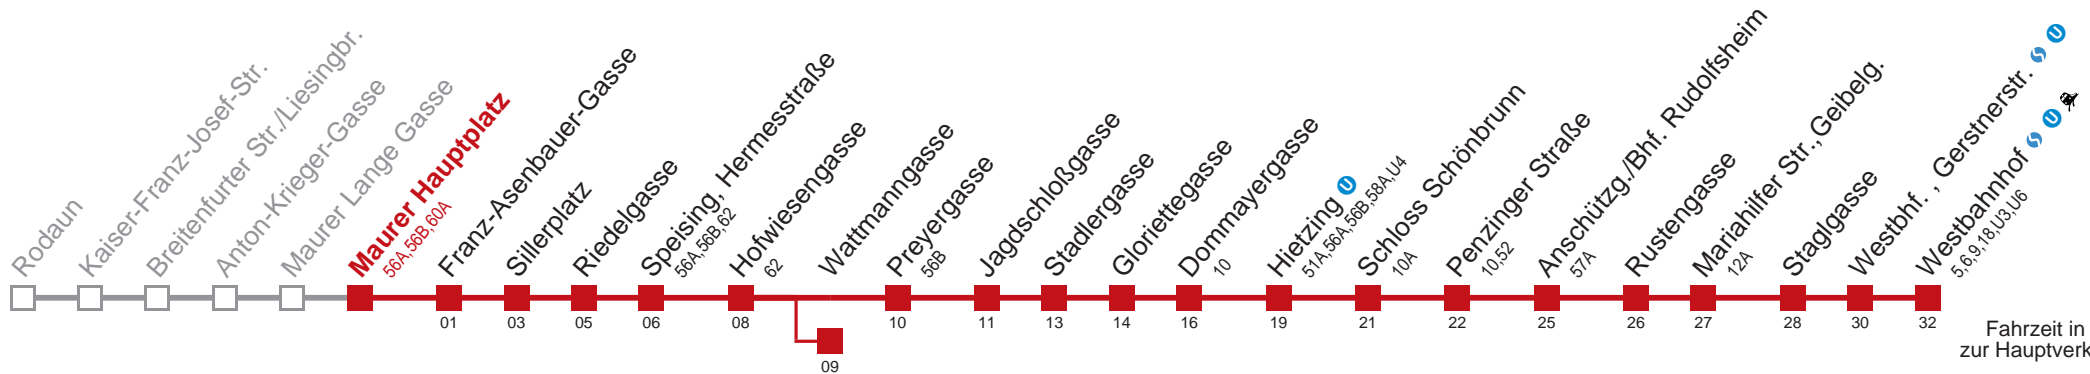 Rodaun
Kaiser-Franz-Josef-Str.
Breitenfurter Str./Liesingbr.
Anton-Krieger-Gasse
Maurer Lange Gasse
Maurer Hauptplatz
56A,56B,60A
Franz-Asenbauer-Gasse
Sillerplatz
Riedelgasse
Speising, Hermesstraße
56A,56B,62
Hofwiesengasse
62
Wattmanngasse
Preyergasse
56B
Jagdschloßgasse
Stadlergasse
Gloriettegasse
Dommayergasse
10
Hietzing U
51A,56A,56B,58A,U4
Schloss Schönbrunn
10A
Penzinger Straße
10,52
Anschützg./Bhf. Rudolfsheim
57A
Rustengasse
Mariahilfer Str., Geibelg.
12A
Staglgasse
Westbhf. , Gerstnerstr. S U
Westbahnhof S U
5,6,9,18,U3,U6
01 03 05 06 08 10 11 13 14 16 19 21 22 25 26 27 28 30 32
09
Fahrzeit in
zur Hauptverk